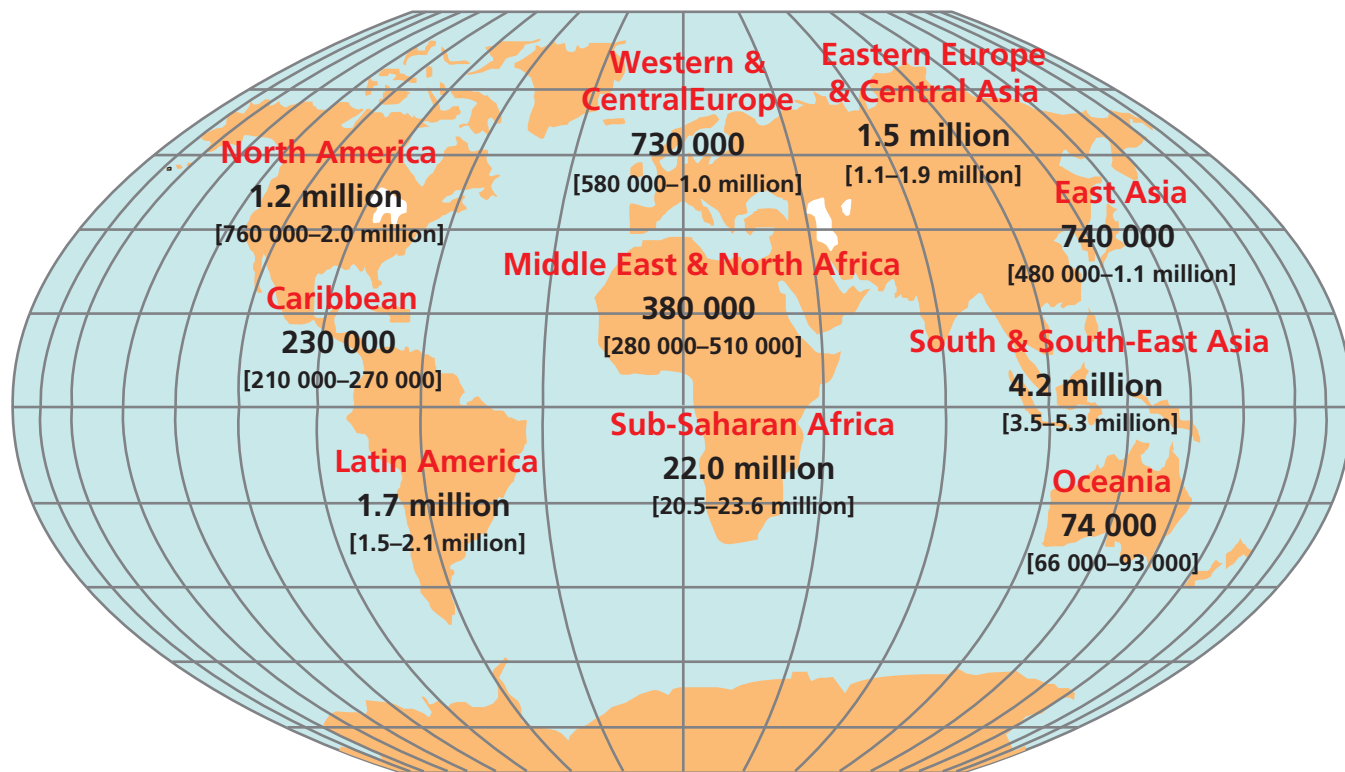 Western &
CentralEurope
730 000
[580 000–1.0 million]
Eastern Europe
& Central Asia
1.5 million
[1.1–1.9 million]
North America
1.2 million
[760 000–2.0 million]
East Asia
740 000
[480 000–1.1 million]
Middle East & North Africa
380 000
[280 000–510 000]
Caribbean
230 000
[210 000–270 000]
South & South-East Asia
4.2 million
[3.5–5.3 million]
Sub-Saharan Africa
22.0 million
[20.5–23.6 million]
Latin America
1.7 million
[1.5–2.1 million]
Oceania
74 000
[66 000–93 000]